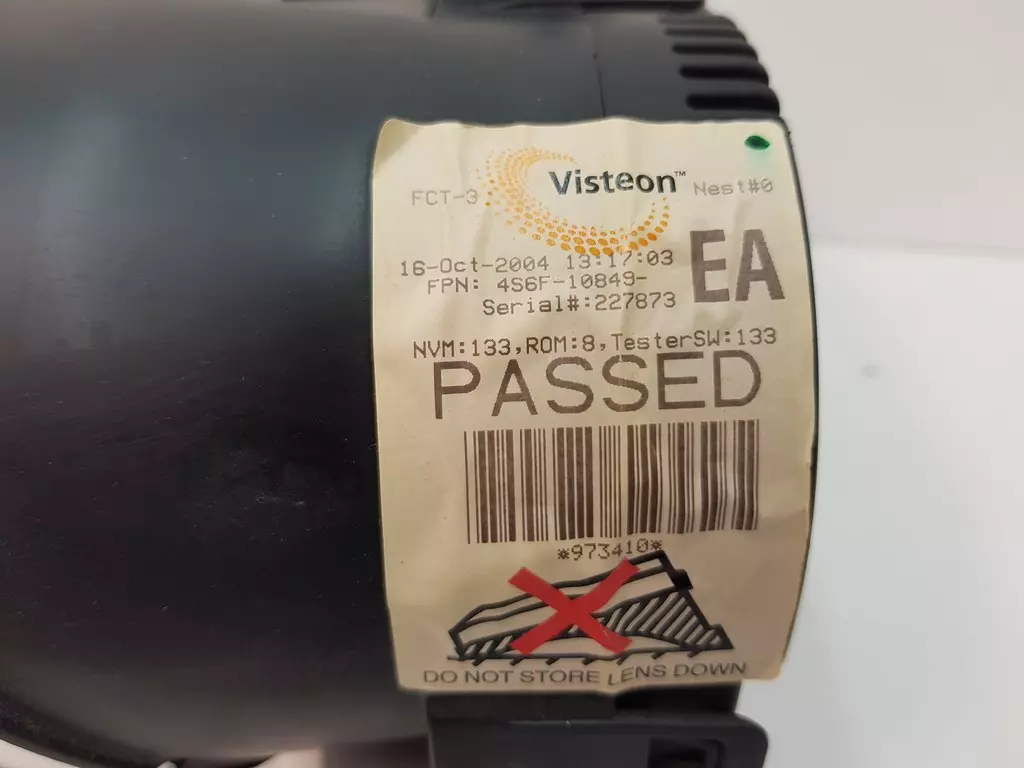 Visteon™
FCT-3 Nest#0
16-Oct-2004 13:17:03
EA
FPN: 4S6F-10849-
Serial#:227873
NVM:133,ROM:8,TesterSW:133
PASSED
*973410*
DO NOT STORE LENS DOWN